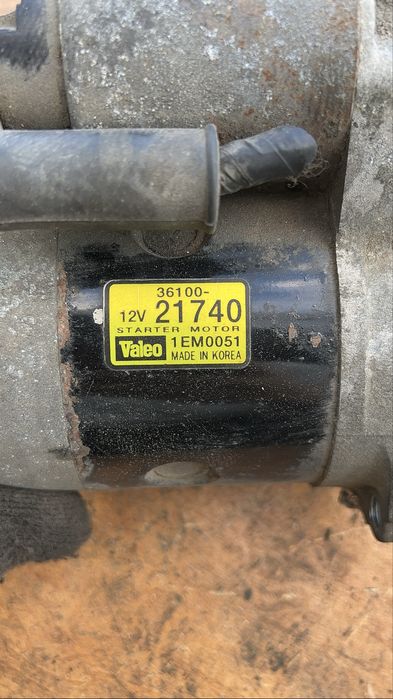 36100-
12V 21740
STARTER MOTOR
Valeo 1EM0051
MADE IN KOREA